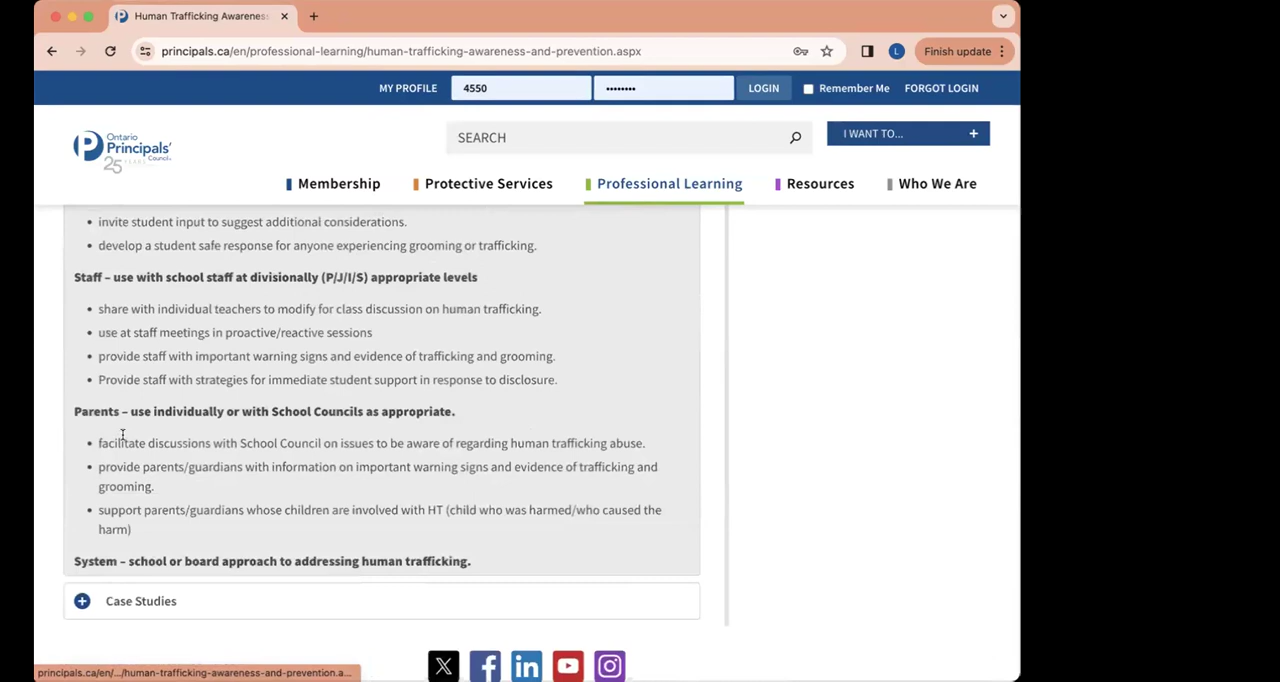 Human Trafficking Awareness
principals.ca/en/professional-learning/human-trafficking-awareness-and-prevention.aspx
L
Finish update
MY PROFILE
4550
••••••••
LOGIN
Remember Me
FORGOT LOGIN
Ontario
Principals'
Council
25 YEARS
SEARCH
I WANT TO...
+
Membership
Protective Services
Professional Learning
Resources
Who We Are
• invite student input to suggest additional considerations.
• develop a student safe response for anyone experiencing grooming or trafficking.
Staff – use with school staff at divisionally (P/J/I/S) appropriate levels
• share with individual teachers to modify for class discussion on human trafficking.
• use at staff meetings in proactive/reactive sessions
• provide staff with important warning signs and evidence of trafficking and grooming.
• Provide staff with strategies for immediate student support in response to disclosure.
Parents – use individually or with School Councils as appropriate.
• facilitate discussions with School Council on issues to be aware of regarding human trafficking abuse.
• provide parents/guardians with information on important warning signs and evidence of trafficking and
grooming.
• support parents/guardians whose children are involved with HT (child who was harmed/who caused the
harm)
System – school or board approach to addressing human trafficking.
Case Studies
principals.ca/en/.../human-trafficking-awareness-and-prevention.a...